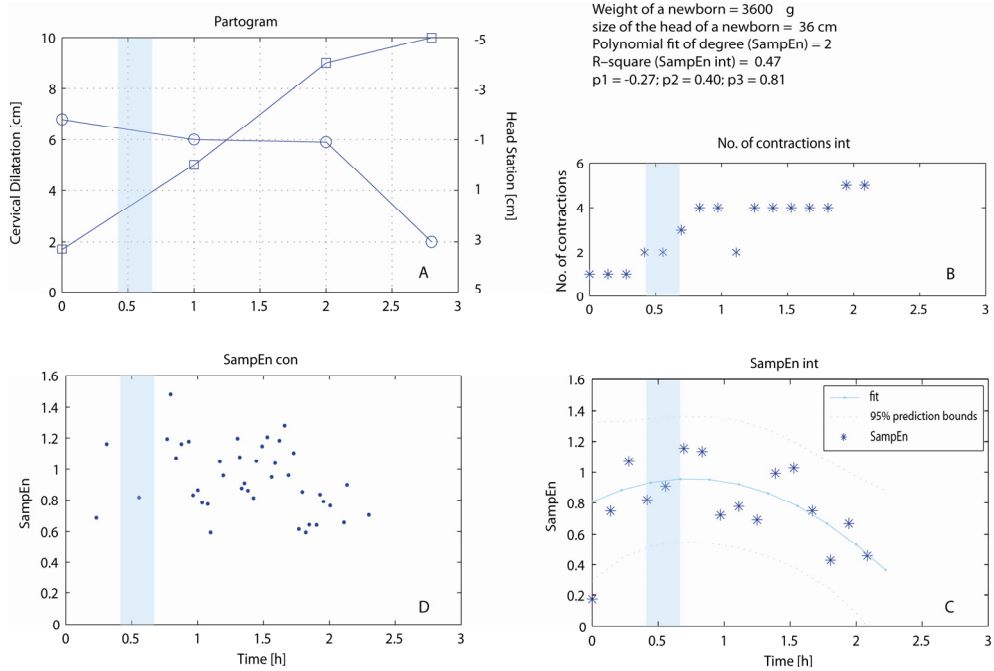 Weight of a newborn = 3600 g
size of the head of a newborn = 36 cm
Polynomial fit of degree (SampEn) = 2
R-square (SampEn int) = 0.47
p1 = -0.27; p2 = 0.40; p3 = 0.81
Partogram
Cervical Dilatation [cm]
10
8
6
4
2
0
-5
-3
-1
1
3
5
Head Station [cm]
A
0 0.5 1 1.5 2 2.5 3
No. of contractions int
No. of contractions
6
4
2
0
B
0 0.5 1 1.5 2 2.5 3
SampEn con
SampEn
1.6
1.4
1.2
1
0.8
0.6
0.4
0.2
0
D
0 0.5 1 1.5 2 2.5 3
Time [h]
SampEn int
SampEn
1.6
1.4
1.2
1
0.8
0.6
0.4
0.2
0
fit
95% prediction bounds
SampEn
C
0 0.5 1 1.5 2 2.5 3
Time [h]